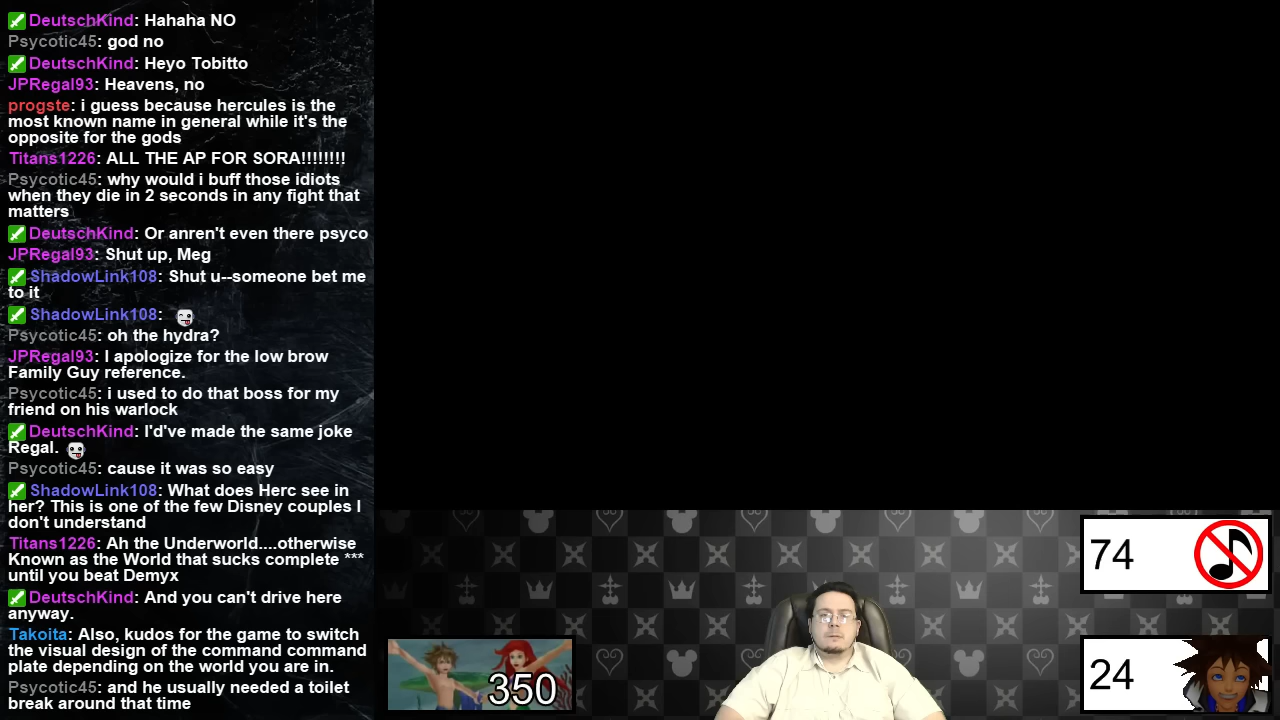 DeutschKind: Hahaha NO
Psycotic45: god no
DeutschKind: Heyo Tobitto
JPRegal93: Heavens, no
progste: i guess because hercules is the
most known name in general while it's the
opposite for the gods
Titans1226: ALL THE AP FOR SORA!!!!!!!!
Psycotic45: why would i buff those idiots
when they die in 2 seconds in any fight that
matters
DeutschKind: Or anren't even there psyco
JPRegal93: Shut up, Meg
ShadowLink108: Shut u--someone bet me
to it
ShadowLink108:
Psycotic45: oh the hydra?
JPRegal93: I apologize for the low brow
Family Guy reference.
Psycotic45: i used to do that boss for my
friend on his warlock
DeutschKind: I'd've made the same joke
Regal.
Psycotic45: cause it was so easy
ShadowLink108: What does Herc see in
her? This is one of the few Disney couples I
don't understand
Titans1226: Ah the Underworld....otherwise
Known as the World that sucks complete ***
until you beat Demyx
DeutschKind: And you can't drive here
anyway.
Takoita: Also, kudos for the game to switch
the visual design of the command command
plate depending on the world you are in.
Psycotic45: and he usually needed a toilet
break around that time
74
350
24